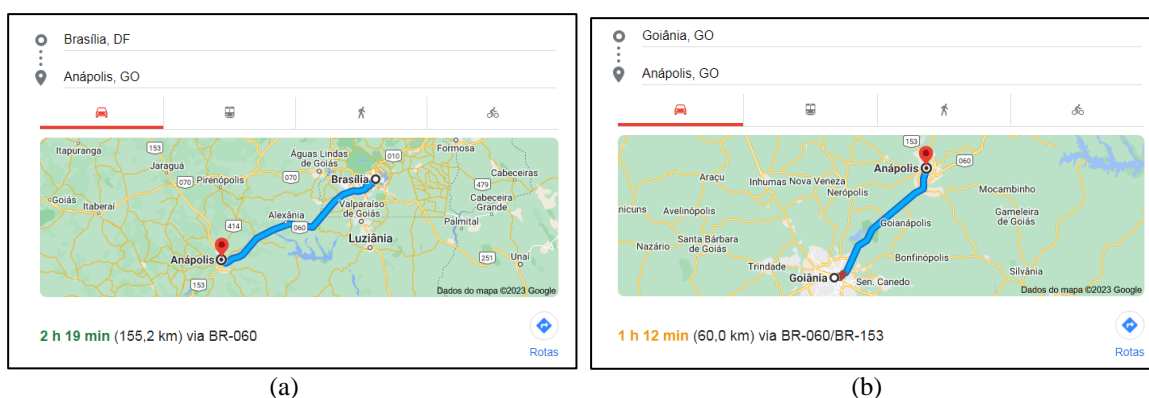 Brasília, DF
Anápolis, GO
Itapuranga
153
Jaraguá
Águas Lindas
de Goiás
010
Formosa
070
Pirenópolis
070
Brasília
Cabeceiras
479
Goiás
Itaberaí
414
Alexânia
060
Valparaíso
de Goiás
Cabeceira
Grande
Palmital
Luziânia
Anápolis
251
Unaí
153
Dados do mapa ©2023 Google
2 h 19 min (155,2 km) via BR-060
Rotas
(a)
Goiânia, GO
Anápolis, GO
153
060
Anápolis
Araçu
Inhumas
Nova Veneza
Nerópolis
Mocambinho
nicuns
Avelinópolis
Goianápolis
Gameleira
de Goiás
Nazário
Santa Bárbara
de Goiás
Bonfinópolis
Trindade
Goiânia
Sen. Canedo
Silvânia
Dados do mapa ©2023 Google
1 h 12 min (60,0 km) via BR-060/BR-153
Rotas
(b)